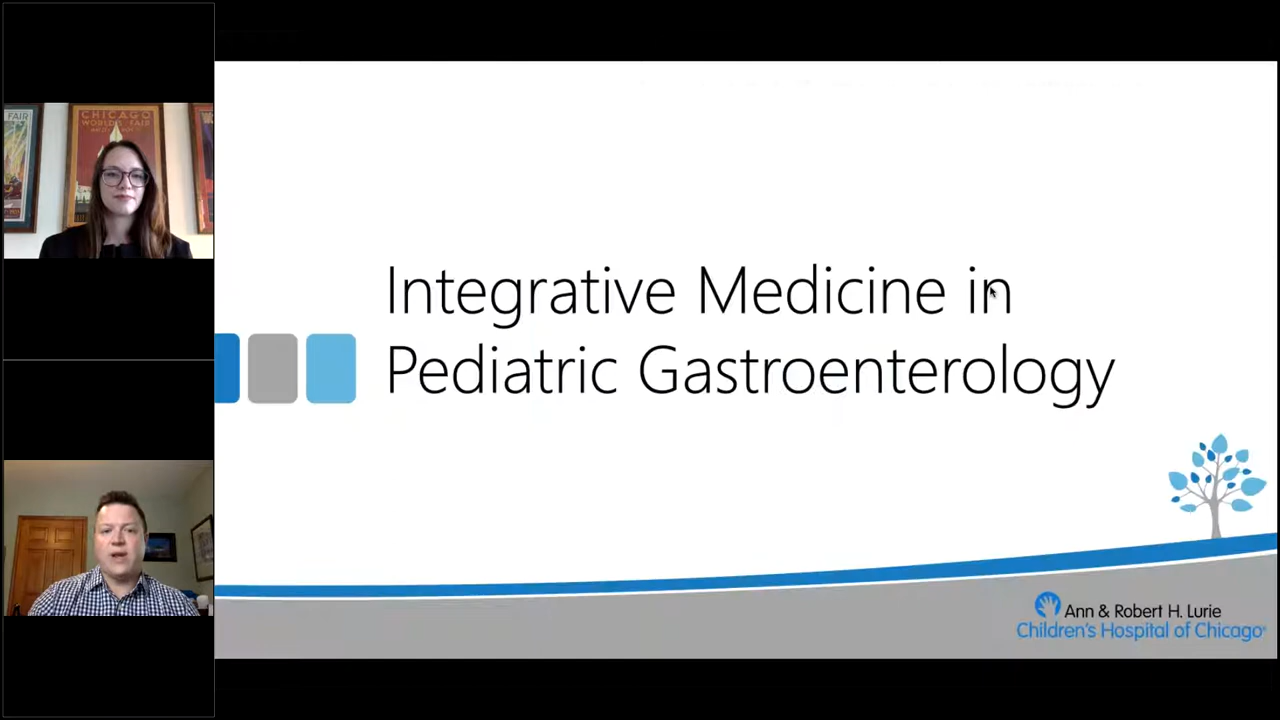 FAIR
CHICAGO
WORLD'S FAIR
Integrative Medicine in
Pediatric Gastroenterology
Ann & Robert H. Lurie
Children's Hospital of Chicago